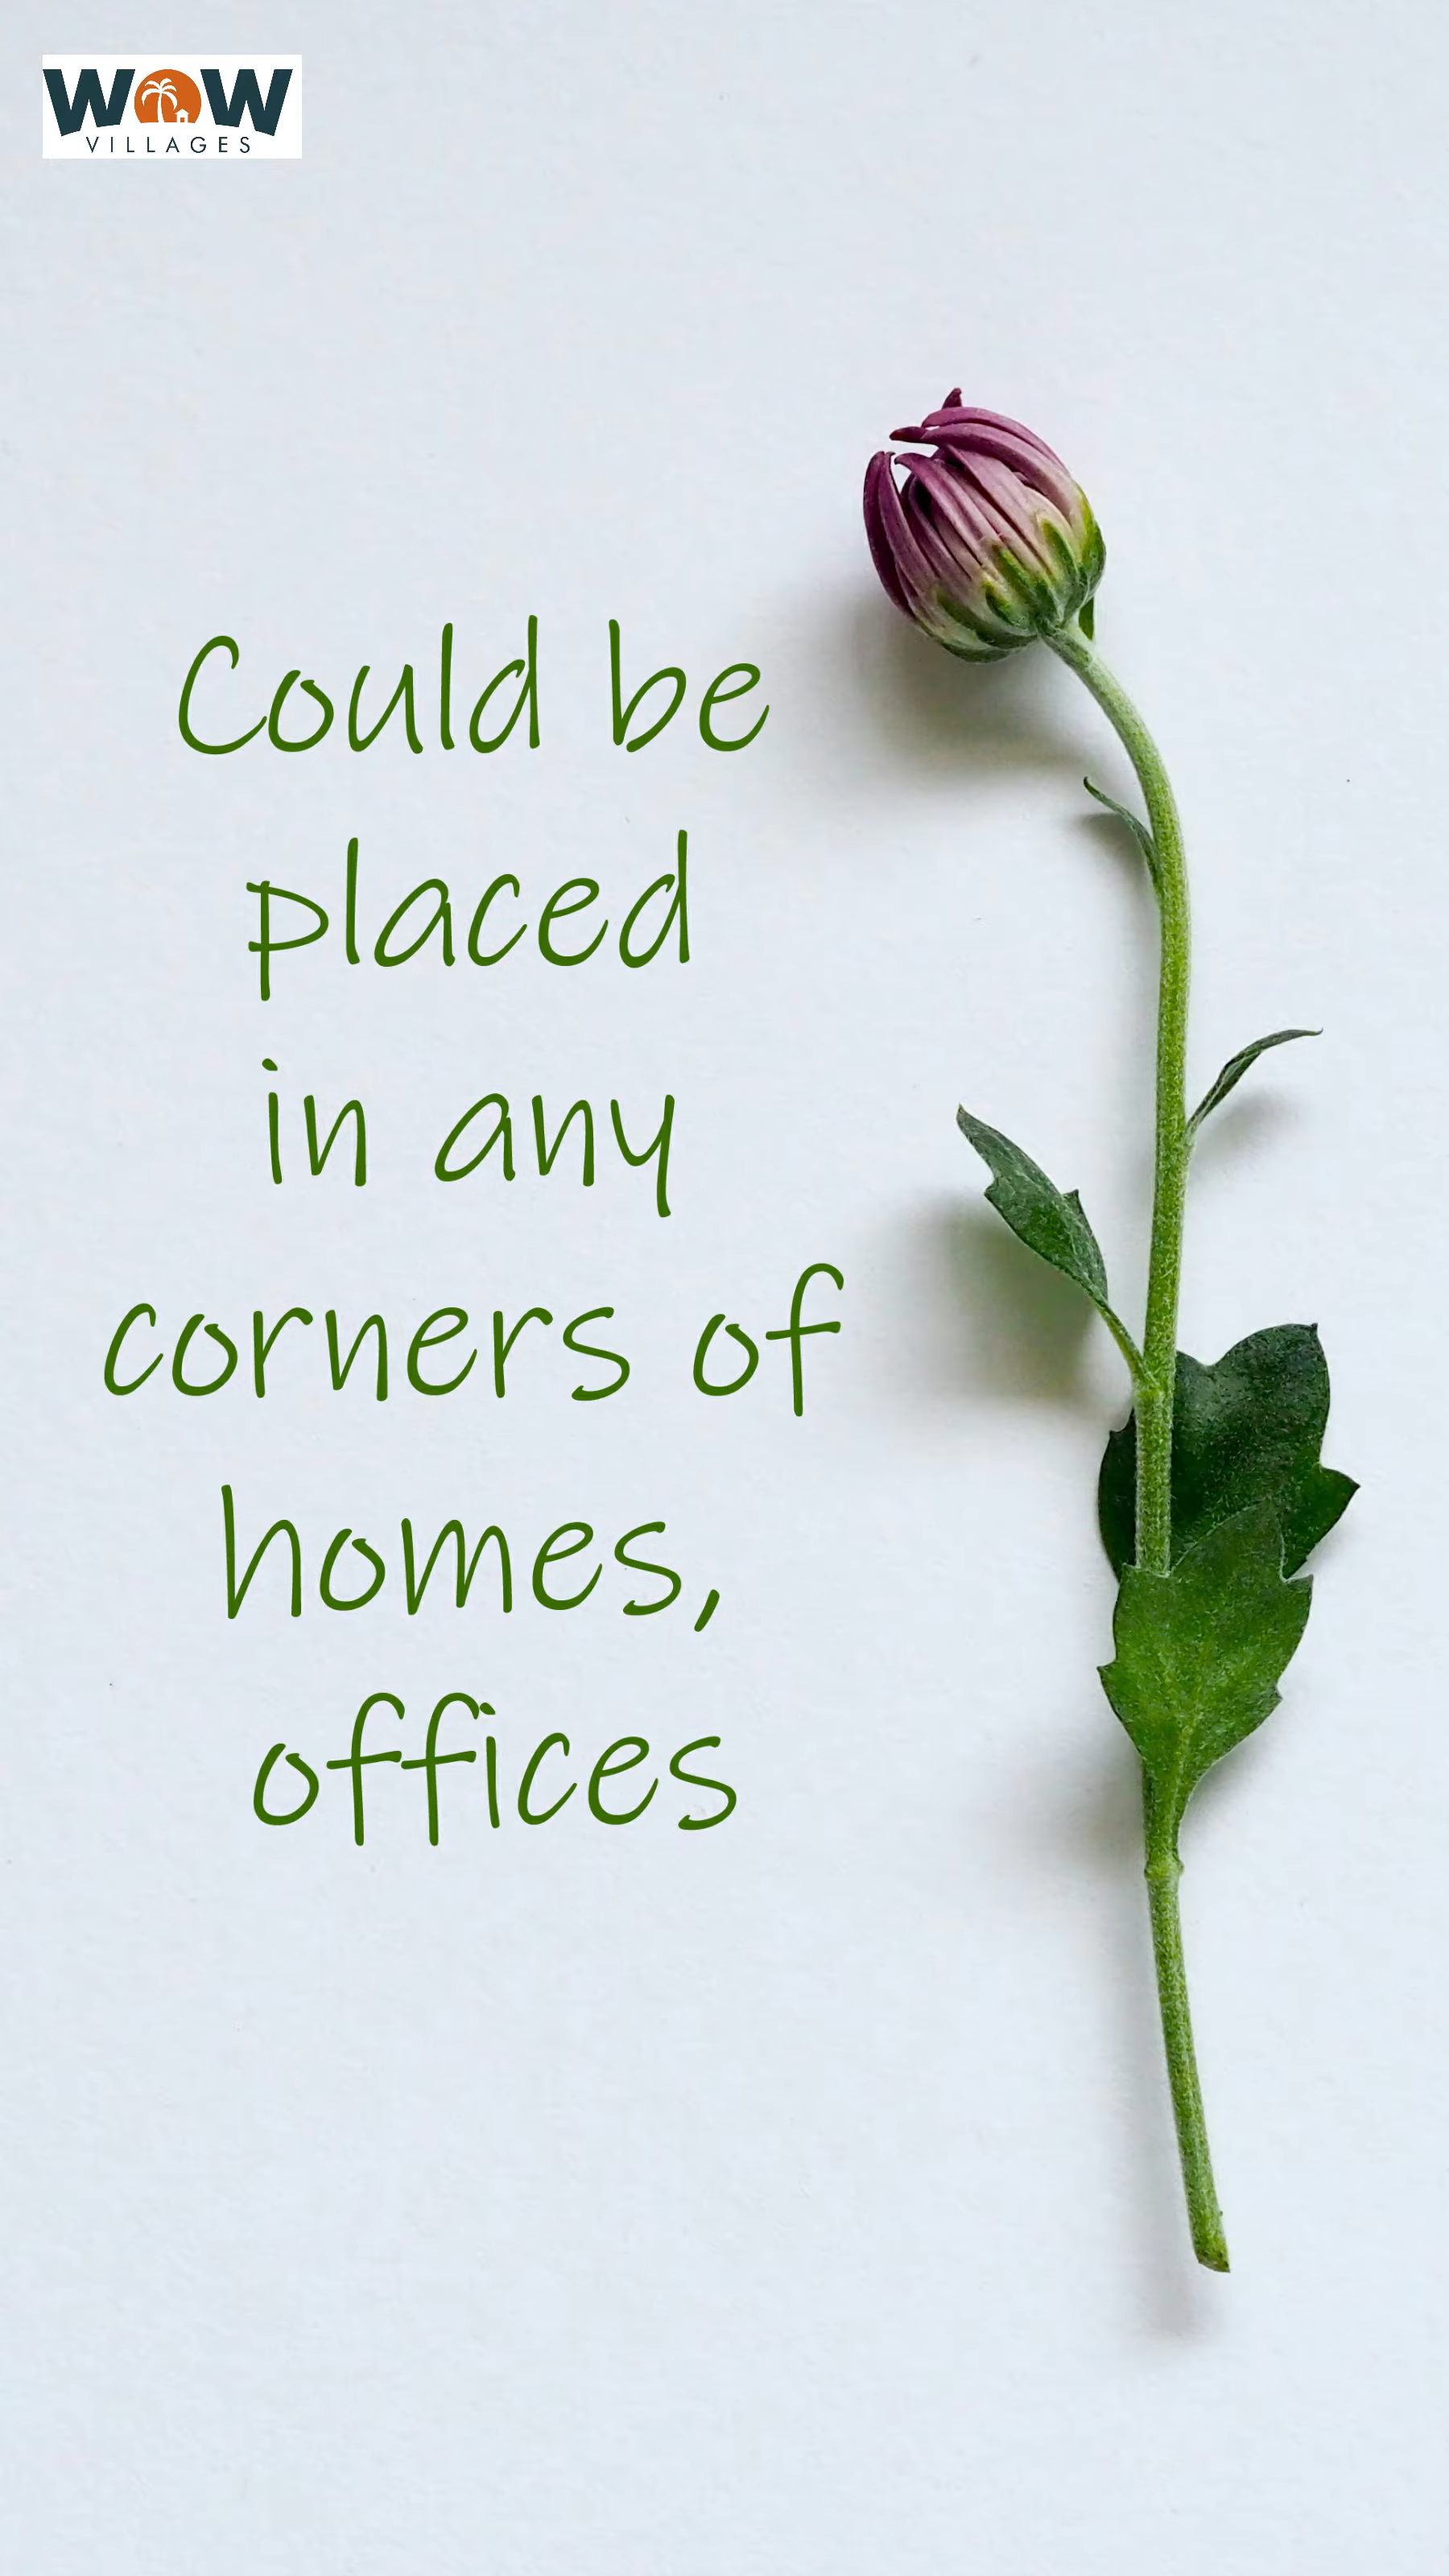 WOW
VILLAGES
Could be
placed
in any
corners of
homes,
offices